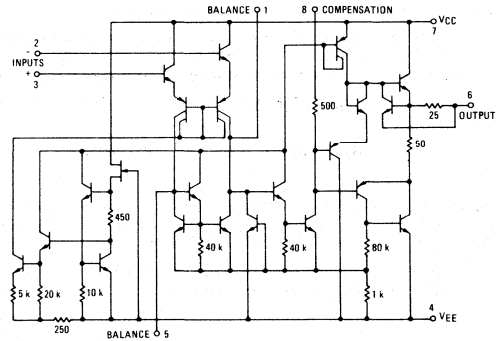 BALANCE 1
8 COMPENSATION
VCC
7
2
-
INPUTS
+
3
500
6
OUTPUT
25
50
450
40 k
40 k
80 k
5 k
20 k
10 k
1 k
250
4
VEE
BALANCE 5